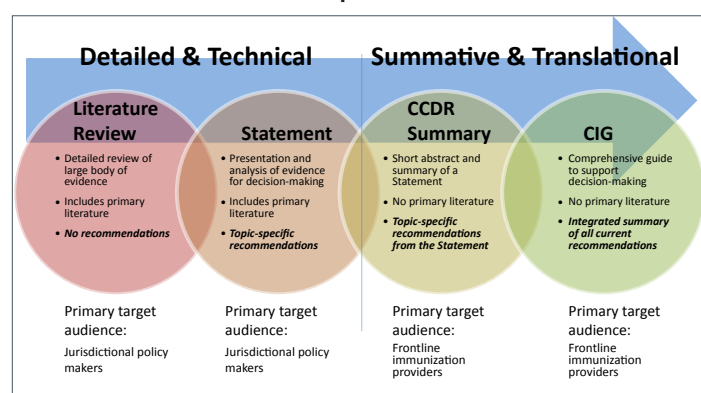 Detailed & Technical
Summative & Translational
Literature
Review
• Detailed review of
large body of
evidence
• Includes primary
literature
• No recommendations
Statement
• Presentation and
analysis of evidence
for decision-making
• Includes primary
literature
• Topic-specific
recommendations
CCDR
Summary
• Short abstract and
summary of a
Statement
• No primary literature
• Topic-specific
recommendations
from the Statement
CIG
• Comprehensive guide
to support
decision-making
• No primary literature
• Integrated summary
of all current
recommendations
Primary target
audience:
Jurisdictional policy
makers
Primary target
audience:
Jurisdictional policy
makers
Primary target
audience:
Frontline
immunization
providers
Primary target
audience:
Frontline
immunization
providers